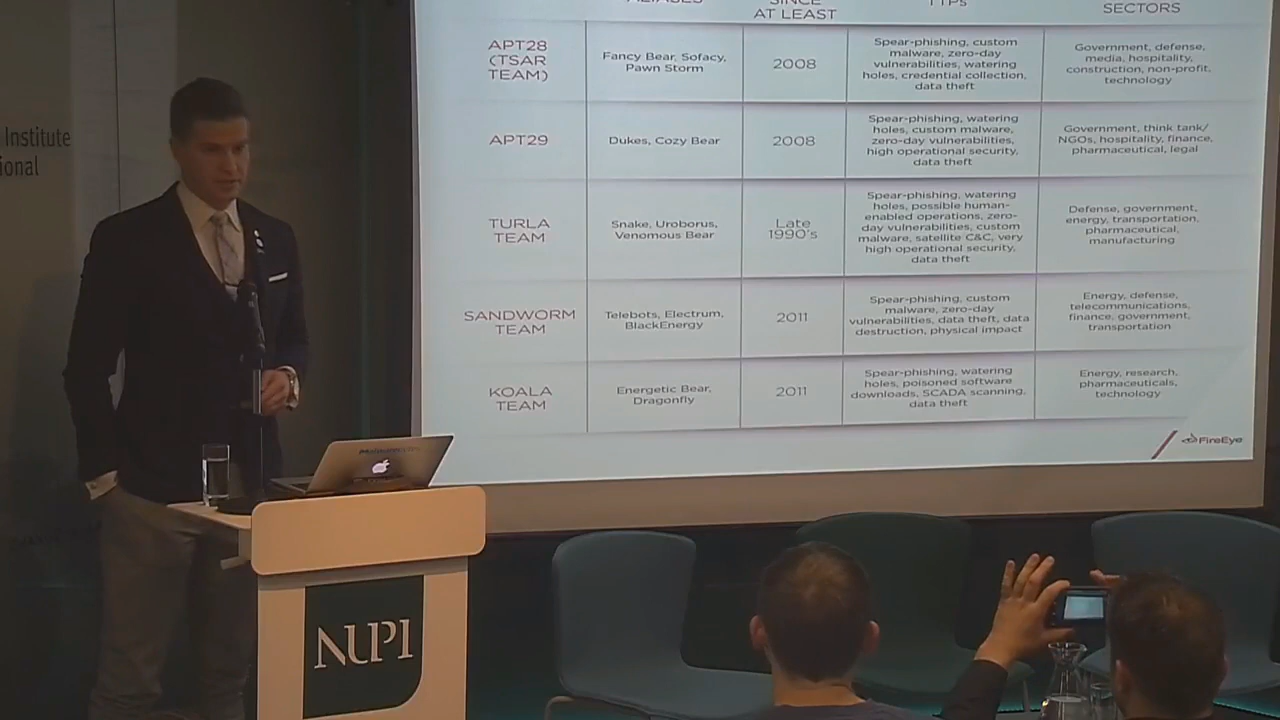 ALIASES
SINCE
AT LEAST
TTPs
SECTORS
APT28
(TSAR
TEAM)
Fancy Bear, Sofacy,
Pawn Storm
2008
Spear-phishing, custom
malware, zero-day
vulnerabilities, watering
holes, credential collection,
data theft
Government, defense,
media, hospitality,
construction, non-profit,
technology
APT29
Dukes, Cozy Bear
2008
Spear-phishing, watering
holes, custom malware,
zero-day vulnerabilities,
high operational security,
data theft
Government, think tank/
NGOs, hospitality, finance,
pharmaceutical, legal
TURLA
TEAM
Snake, Uroborus,
Venomous Bear
Late
1990's
Spear-phishing, watering
holes, possible human-
enabled operations, zero-
day vulnerabilities, custom
malware, satellite C&C, very
high operational security,
data theft
Defense, government,
energy, transportation,
pharmaceutical,
manufacturing
SANDWORM
TEAM
Telebots, Electrum,
BlackEnergy
2011
Spear-phishing, custom
malware, zero-day
vulnerabilities, data theft, data
destruction, physical impact
Energy, defense,
telecommunications,
finance, government,
transportation
KOALA
TEAM
Energetic Bear,
Dragonfly
2011
Spear-phishing, watering
holes, poisoned software
downloads, SCADA scanning,
data theft
Energy, research,
pharmaceuticals,
technology
FireEye
Institute
ional
NUPI